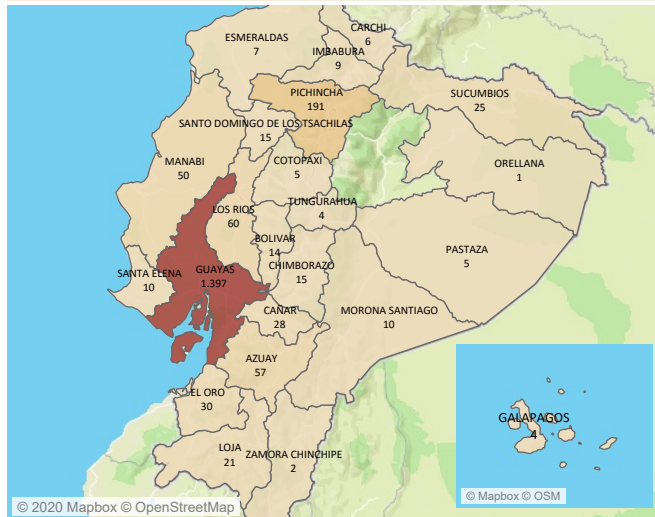 CARCHI
6
ESMERALDAS
7
IMBABURA
9
PICHINCHA
191
SUCUMBIOS
25
SANTO DOMINGO DE LOS TSACHILAS
15
MANABI
50
COTOPAXI
5
ORELLANA
1
TUNGURAHUA
4
LOS RIOS
60
BOLIVAR
14
PASTAZA
5
SANTA ELENA
10
GUAYAS
1.397
CHIMBORAZO
15
CAÑAR
28
MORONA SANTIAGO
10
AZUAY
57
EL ORO
30
GALAPAGOS
4
LOJA
21
ZAMORA CHINCHIPE
2
© Mapbox © OSM
© 2020 Mapbox © OpenStreetMap